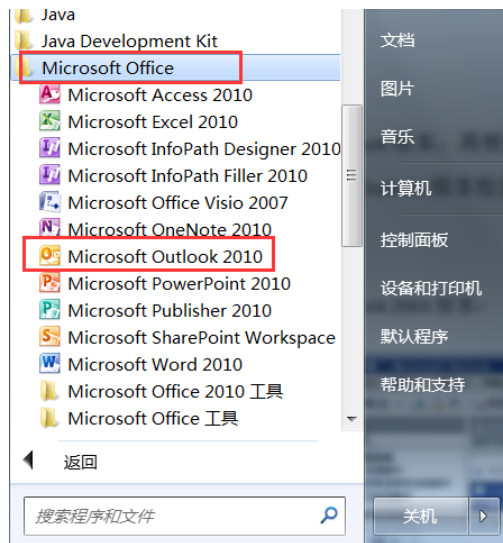 Java
Java Development Kit
Microsoft Office
Microsoft Access 2010
Microsoft Excel 2010
Microsoft InfoPath Designer 2010
Microsoft InfoPath Filler 2010
Microsoft Office Visio 2007
Microsoft OneNote 2010
Microsoft Outlook 2010
Microsoft PowerPoint 2010
Microsoft Publisher 2010
Microsoft SharePoint Workspace
Microsoft Word 2010
Microsoft Office 2010 工具
Microsoft Office 工具
返回
搜索程序和文件
文档
图片
音乐
计算机
控制面板
设备和打印机
默认程序
帮助和支持
关机